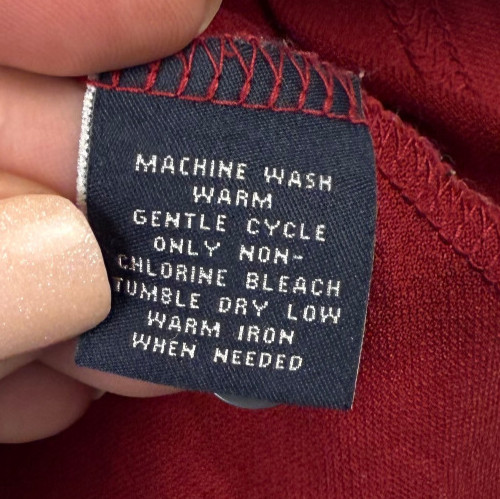 MACHINE WASH
WARM
GENTLE CYCLE
ONLY NON-
CHLORINE BLEACH
TUMBLE DRY LOW
WARM IRON
WHEN NEEDED